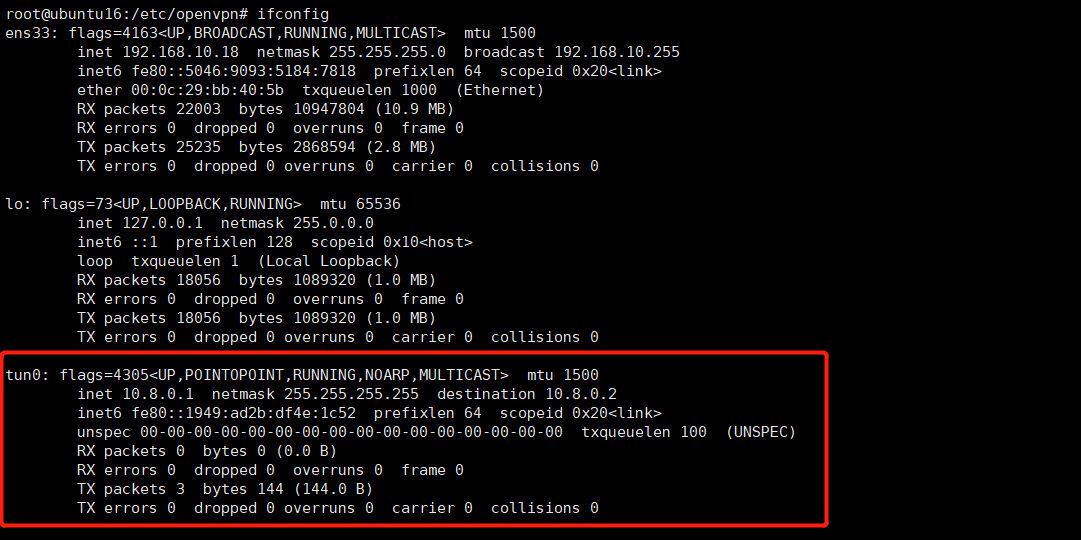 root@ubuntu16:/etc/openvpn# ifconfig
ens33: flags=4163<UP,BROADCAST,RUNNING,MULTICAST>  mtu 1500
        inet 192.168.10.18  netmask 255.255.255.0  broadcast 192.168.10.255
        inet6 fe80::5046:9093:5184:7818  prefixlen 64  scopeid 0x20<link>
        ether 00:0c:29:bb:40:5b  txqueuelen 1000  (Ethernet)
        RX packets 22003  bytes 10947804 (10.9 MB)
        RX errors 0  dropped 0  overruns 0  frame 0
        TX packets 25235  bytes 2868594 (2.8 MB)
        TX errors 0  dropped 0 overruns 0  carrier 0  collisions 0

lo: flags=73<UP,LOOPBACK,RUNNING>  mtu 65536
        inet 127.0.0.1  netmask 255.0.0.0
        inet6 ::1  prefixlen 128  scopeid 0x10<host>
        loop  txqueuelen 1  (Local Loopback)
        RX packets 18056  bytes 1089320 (1.0 MB)
        RX errors 0  dropped 0  overruns 0  frame 0
        TX packets 18056  bytes 1089320 (1.0 MB)
        TX errors 0  dropped 0 overruns 0  carrier 0  collisions 0

tun0: flags=4305<UP,POINTOPOINT,RUNNING,NOARP,MULTICAST>  mtu 1500
        inet 10.8.0.1  netmask 255.255.255.255  destination 10.8.0.2
        inet6 fe80::1949:ad2b:df4e:1c52  prefixlen 64  scopeid 0x20<link>
        unspec 00-00-00-00-00-00-00-00-00-00-00-00-00-00-00-00  txqueuelen 100  (UNSPEC)
        RX packets 0  bytes 0 (0.0 B)
        RX errors 0  dropped 0  overruns 0  frame 0
        TX packets 3  bytes 144 (144.0 B)
        TX errors 0  dropped 0 overruns 0  carrier 0  collisions 0